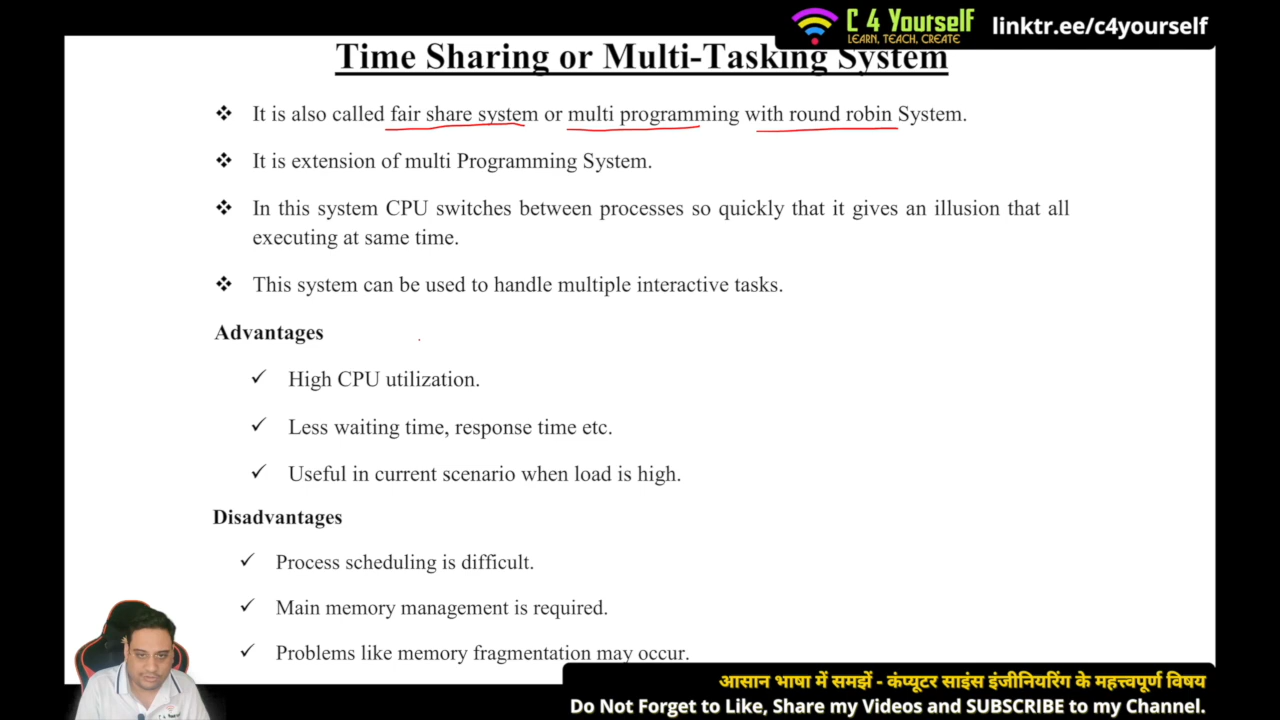 C 4 Yourself
LEARN, TEACH, CREATE
linktr.ee/c4yourself
Time Sharing or Multi-Tasking System
❖ It is also called fair share system or multi programming with round robin System.
❖ It is extension of multi Programming System.
❖ In this system CPU switches between processes so quickly that it gives an illusion that all
executing at same time.
❖ This system can be used to handle multiple interactive tasks.
Advantages
✓ High CPU utilization.
✓ Less waiting time, response time etc.
✓ Useful in current scenario when load is high.
Disadvantages
✓ Process scheduling is difficult.
✓ Main memory management is required.
✓ Problems like memory fragmentation may occur.
C 4 Yourself
आसान भाषा में समझें - कंप्यूटर साइंस इंजीनियरिंग के महत्त्वपूर्ण विषय
Do Not Forget to Like, Share my Videos and SUBSCRIBE to my Channel.